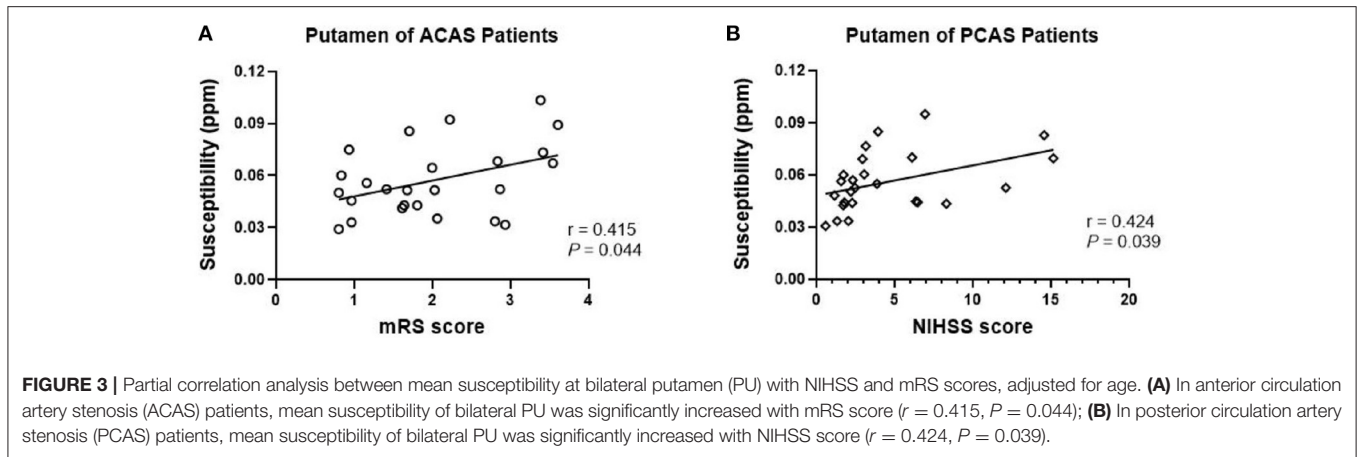 A
Putamen of ACAS Patients
Susceptibility (ppm)
0.12
0.09
0.06
0.03
0.00
0
1
2
3
4
mRS score
r = 0.415
P = 0.044
B
Putamen of PCAS Patients
Susceptibility (ppm)
0.12
0.09
0.06
0.03
0.00
0
5
10
15
20
NIHSS score
r = 0.424
P = 0.039
FIGURE 3 | Partial correlation analysis between mean susceptibility at bilateral putamen (PU) with NIHSS and mRS scores, adjusted for age. (A) In anterior circulation
artery stenosis (ACAS) patients, mean susceptibility of bilateral PU was significantly increased with mRS score (r = 0.415, P = 0.044); (B) In posterior circulation artery
stenosis (PCAS) patients, mean susceptibility of bilateral PU was significantly increased with NIHSS score (r = 0.424, P = 0.039).